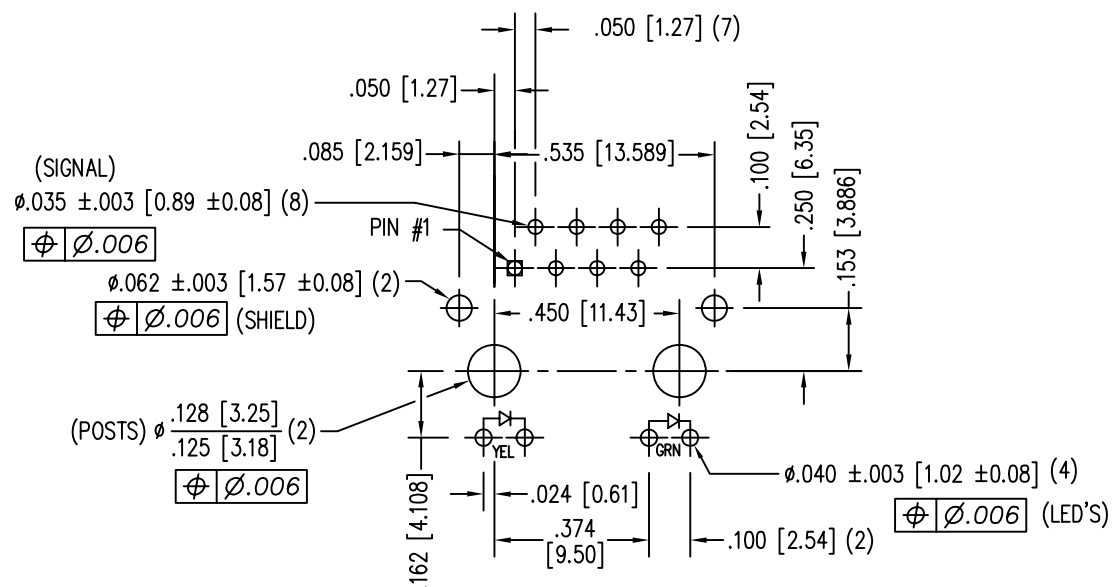 .050 [1.27] (7)
.050 [1.27]
.085 [2.159]
.535 [13.589]
.100 [2.54]
.250 [6.35]
.153 [3.886]
(SIGNAL)
ø.035 ±.003 [0.89 ±0.08] (8)
⌖ Ø.006
PIN #1
ø.062 ±.003 [1.57 ±0.08] (2)
⌖ Ø.006 (SHIELD)
.450 [11.43]
(POSTS) ø .128 [3.25]
.125 [3.18] (2)
⌖ Ø.006
YEL
GRN
ø.040 ±.003 [1.02 ±0.08] (4)
⌖ Ø.006 (LED'S)
.024 [0.61]
.374
[9.50]
.100 [2.54] (2)
.162 [4.108]